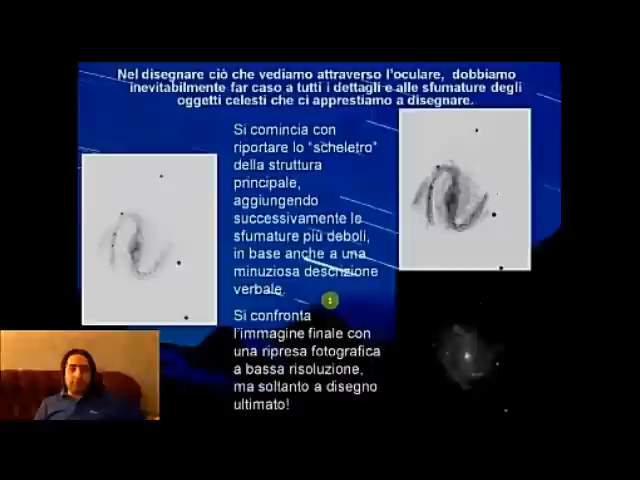 Nel disegnare ciò che vediamo attraverso l'oculare, dobbiamo
inevitabilmente far caso a tutti i dettagli e alle sfumature degli
oggetti celesti che ci apprestiamo a disegnare.
Si comincia con
riportare lo "scheletro"
della struttura
principale,
aggiungendo
successivamente le
sfumature più deboli,
in base anche a una
minuziosa descrizione
verbale.
Si confronta
l'immagine finale con
una ripresa fotografica
a bassa risoluzione,
ma soltanto a disegno
ultimato!